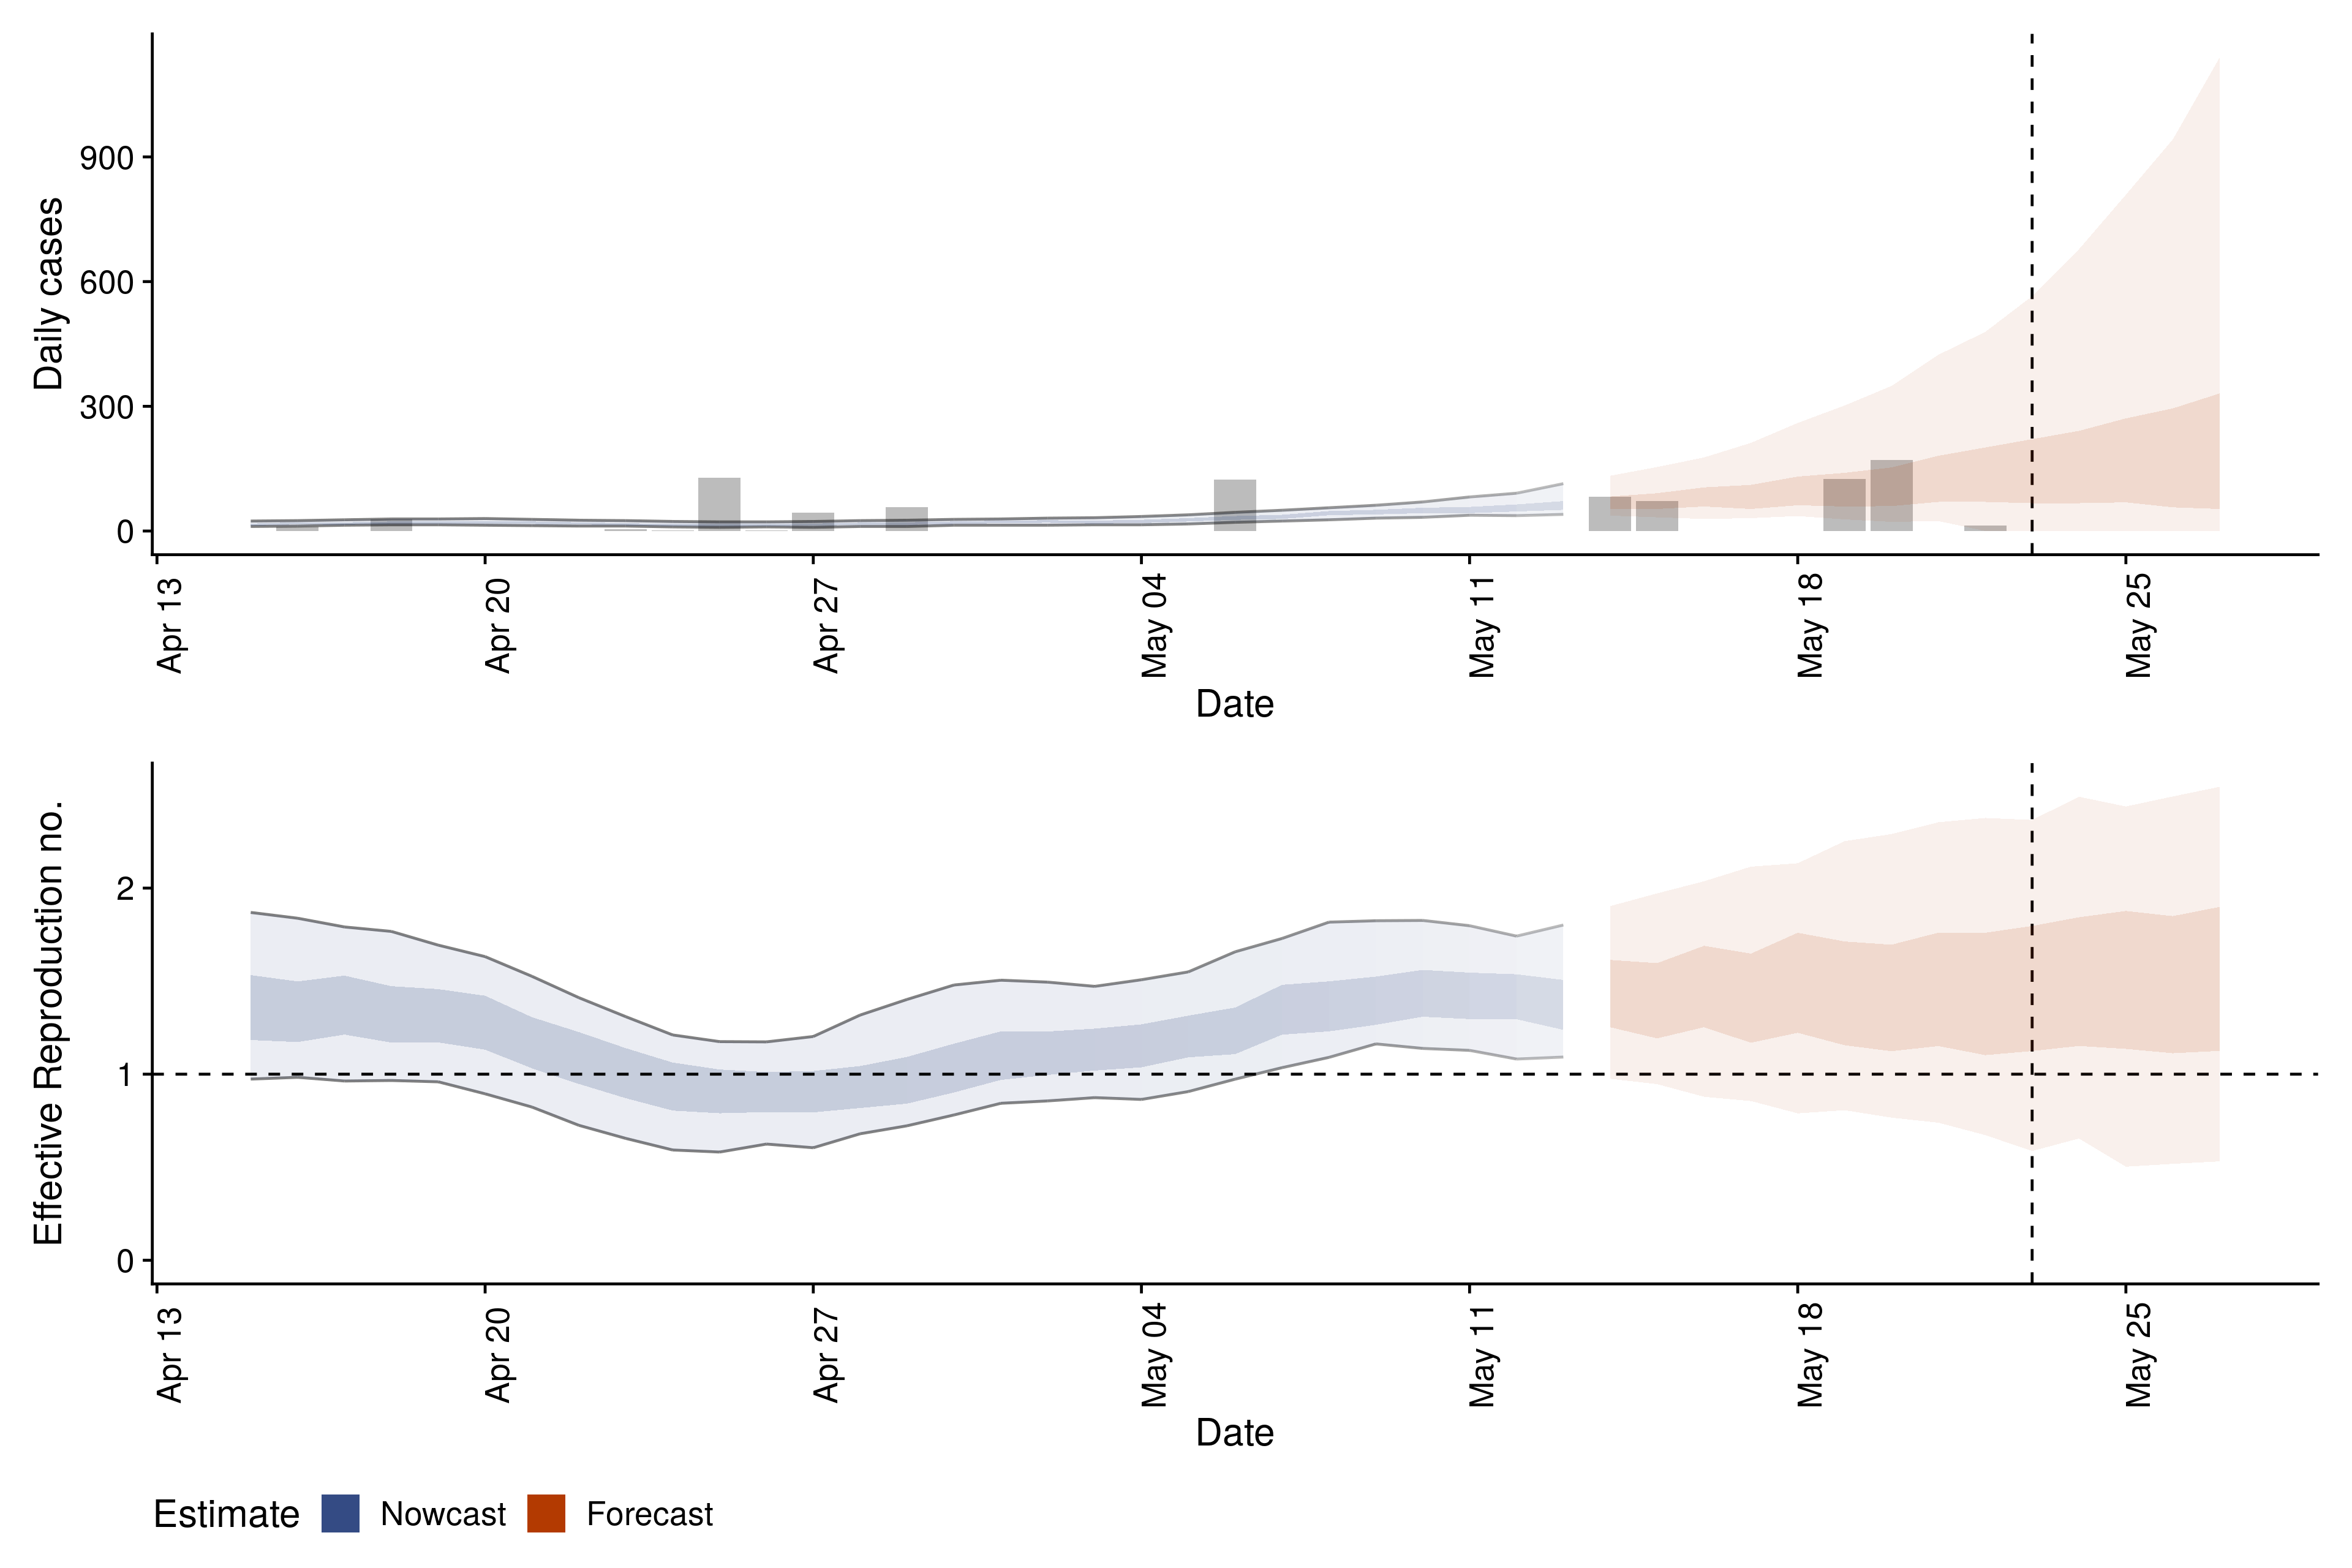 Daily cases
900
600
300
0
Apr 13
Apr 20
Apr 27
May 04
May 11
May 18
May 25
Date
Effective Reproduction no.
2
1
0
Apr 13
Apr 20
Apr 27
May 04
May 11
May 18
May 25
Date
Estimate Nowcast Forecast